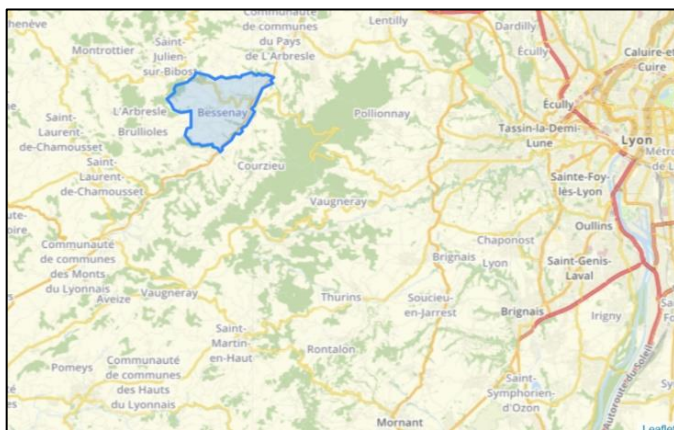 Communauté
de communes
du Pays
de L'Arbresle
Lentilly
Dardilly
Montrottier
Saint-
Julien-
sur-Bibost
Écully
Caluire-et-
Cuire
L'Arbresle
Bessenay
Pollionnay
Écully
Brullioles
Saint-
Laurent-
de-Chamousset
Tassin-la-Demi-
Lune
Lyon
Saint-
Laurent-
de-Chamousset
Courzieu
Sainte-Foy-
lès-Lyon
Vaugneray
Oullins
Communauté
de communes
des Monts
du Lyonnais
Chaponost
Brignais
Lyon
Saint-Genis-
Laval
Aveize
Vaugneray
Thurins
Soucieu-
en-Jarrest
Brignais
Irigny
Saint-
Martin-
en-Haut
Rontalon
Pomeys
Communauté
de communes
des Hauts
du Lyonnais
Saint-
Symphorien-
d'Ozon
Mornant
Autoroute du Soleil
Leaflet